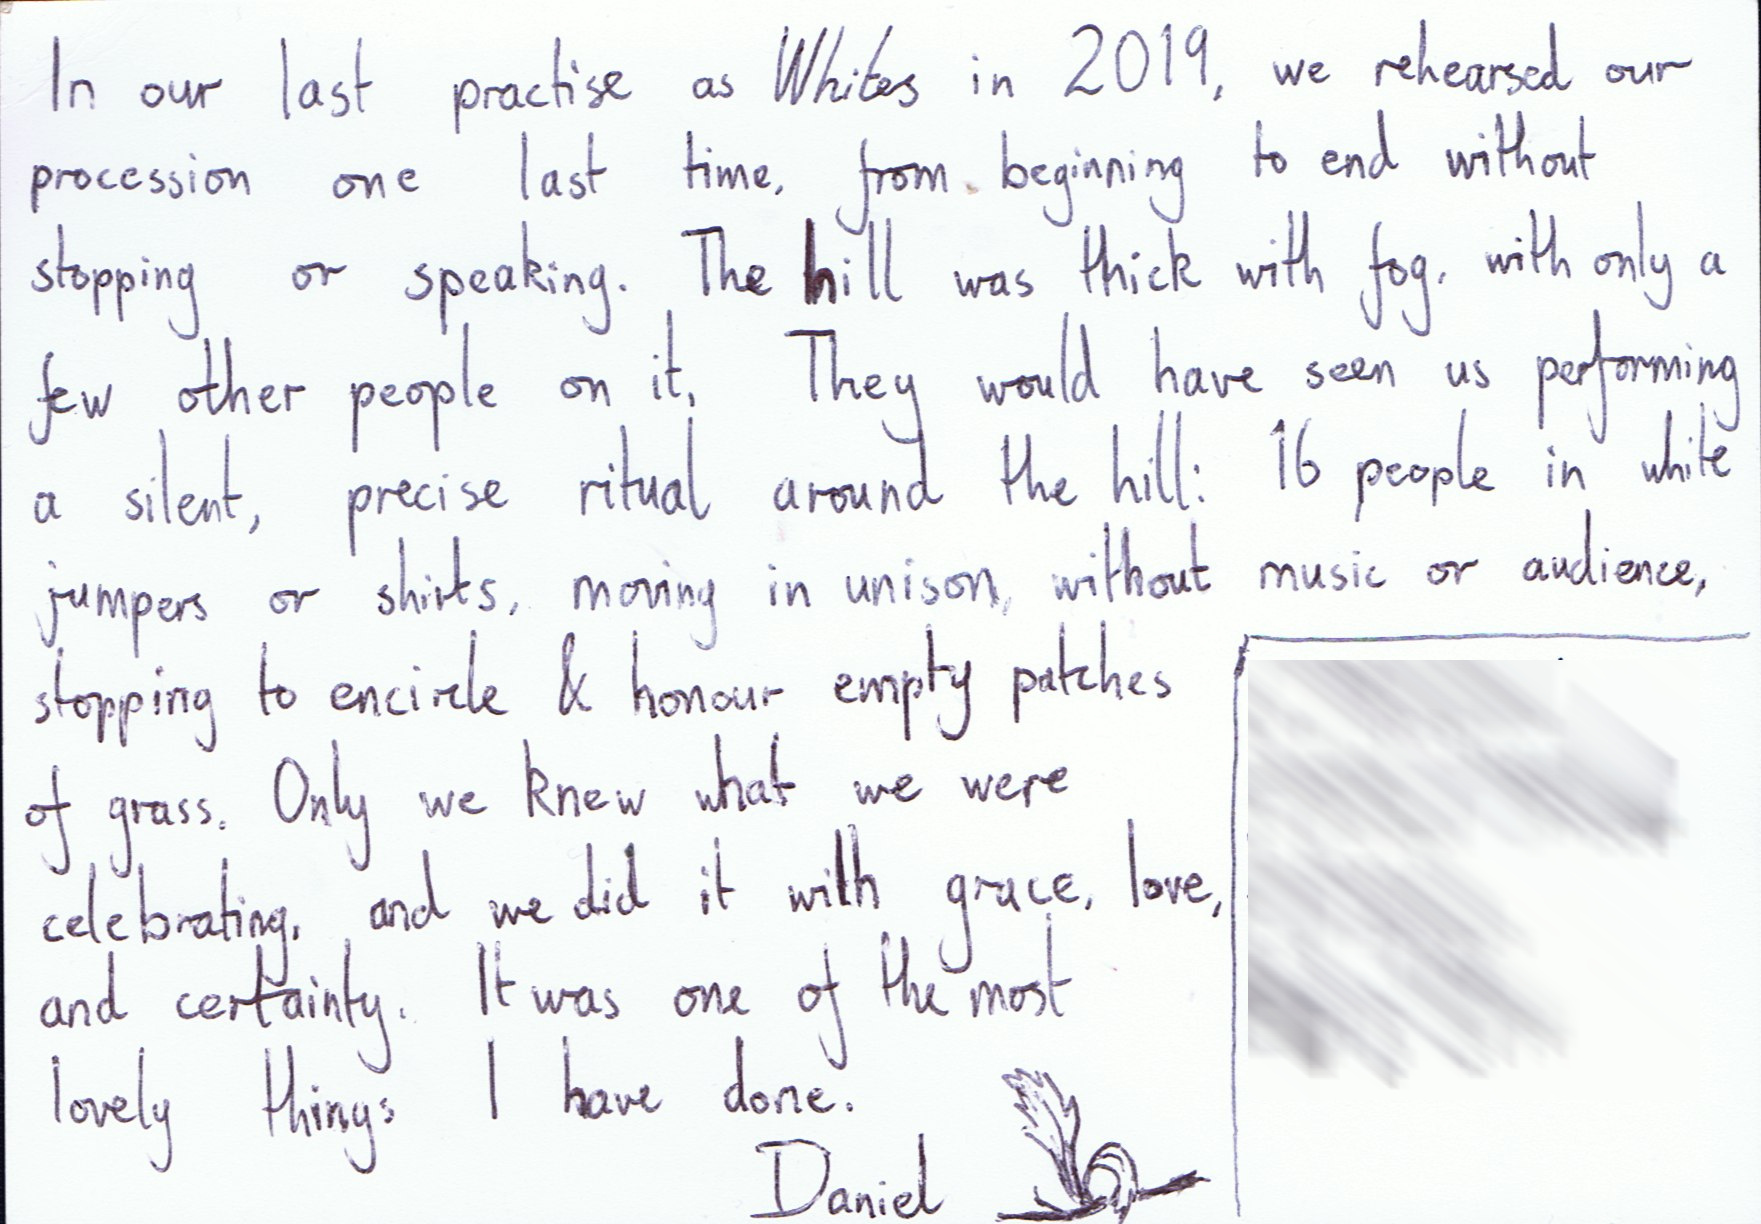 In our last practise as Whites in 2019, we rehearsed our
procession one last time, from beginning to end without
stopping or speaking. The hill was thick with fog, with only a
few other people on it. They would have seen us performing
a silent, precise ritual around the hill: 16 people in white
jumpers or shirts, moving in unison, without music or audience,
stopping to encircle & honour empty patches
of grass. Only we knew what we were
celebrating, and we did it with grace, love,
and certainty. It was one of the most
lovely things I have done.
Daniel